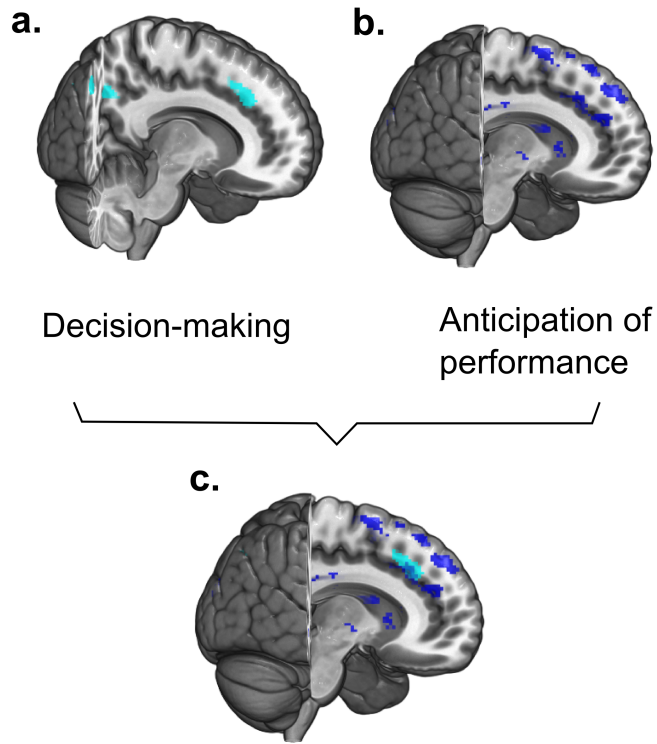 a.
b.
Decision-making
Anticipation of
performance
c.